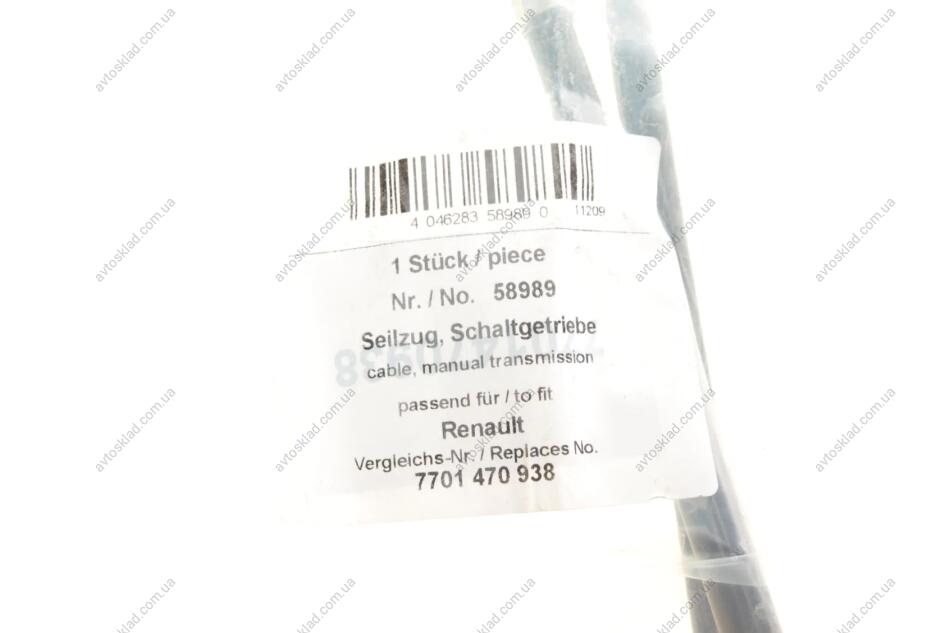 4 046283 58989 0 11209
1 Stück / piece
Nr. / No. 58989
Seilzug, Schaltgetriebe
cable, manual transmission
passend für / to fit
Renault
Vergleichs-Nr. / Replaces No.
7701 470 938
7701470938
avtosklad.com.ua